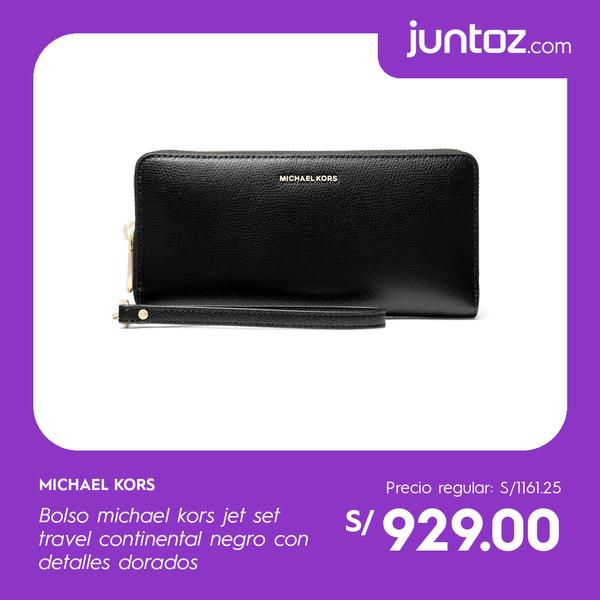 juntoz.com
MICHAEL KORS
MICHAEL KORS
Bolso michael kors jet set
travel continental negro con
detalles dorados
Precio regular: S/1161.25
S/ 929.00